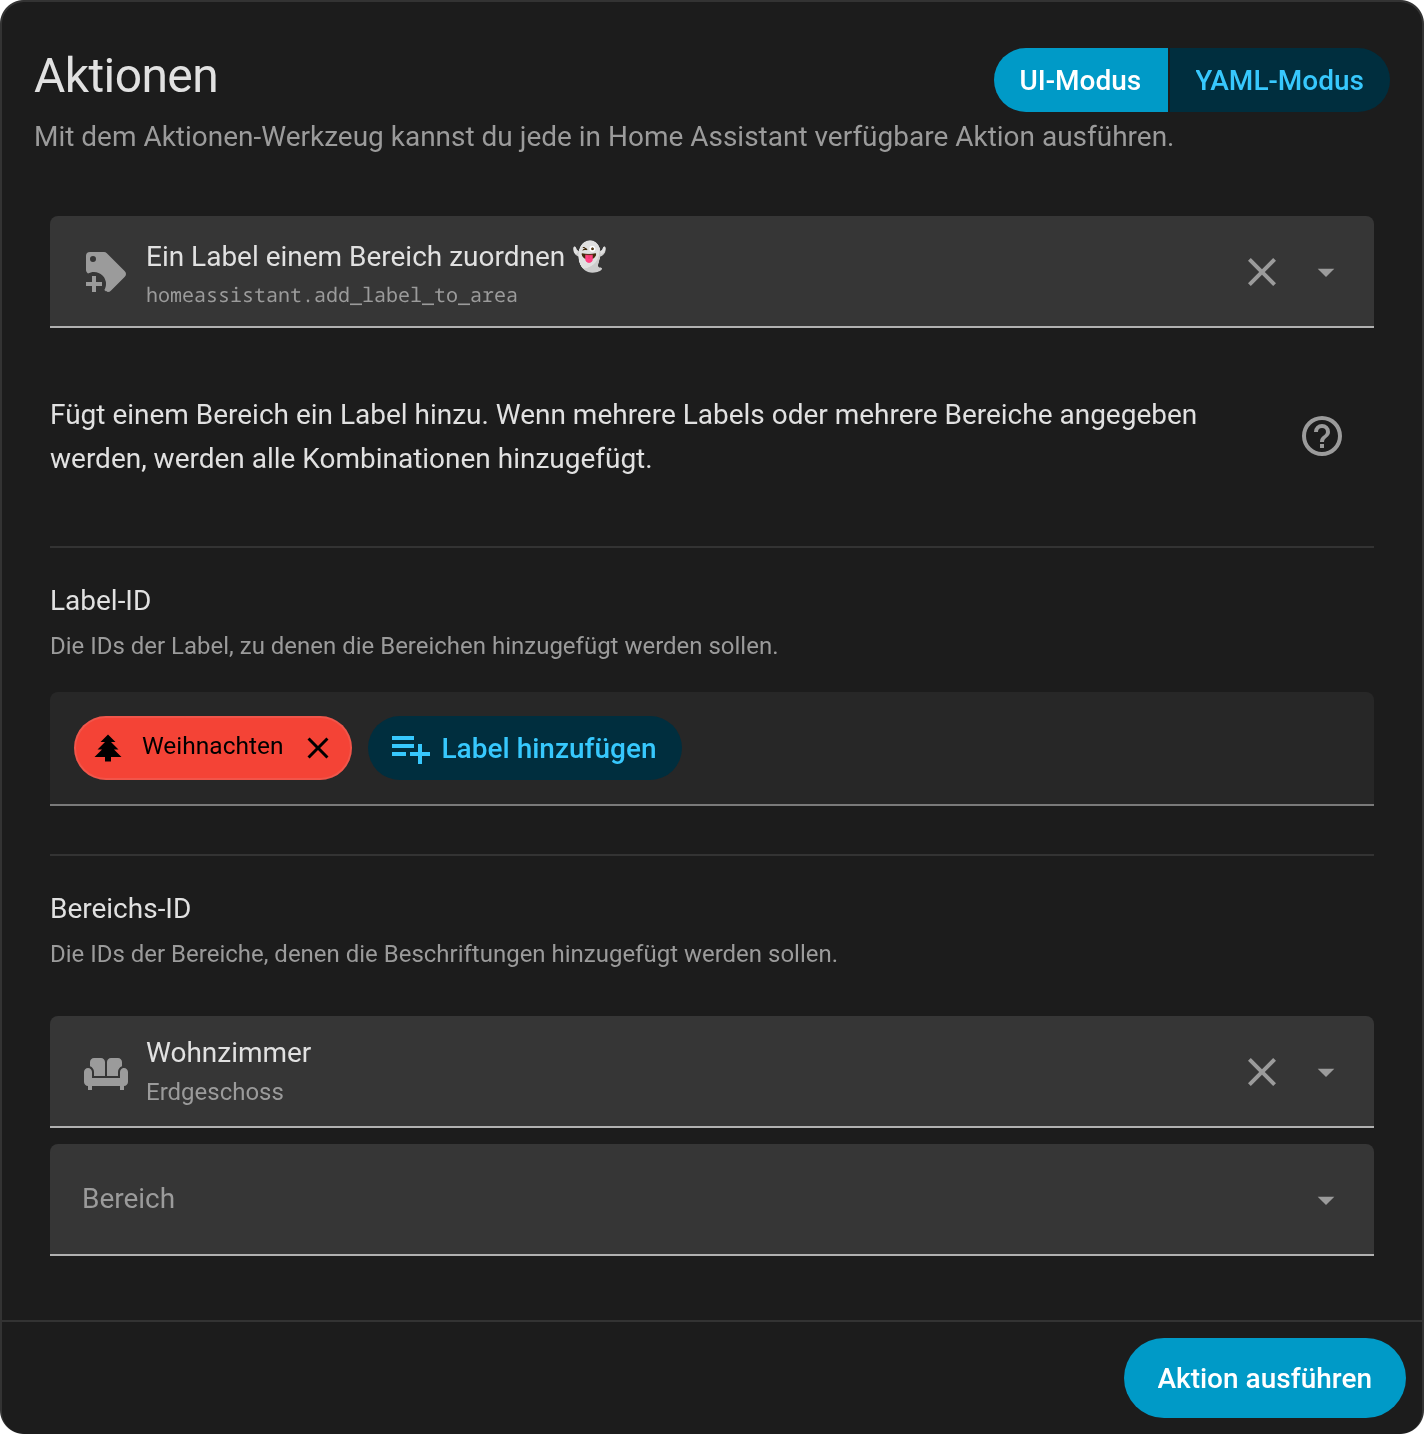 Aktionen
UI-Modus
YAML-Modus
Mit dem Aktionen-Werkzeug kannst du jede in Home Assistant verfügbare Aktion ausführen.
Ein Label einem Bereich zuordnen 👻
homeassistant.add_label_to_area
Fügt einem Bereich ein Label hinzu. Wenn mehrere Labels oder mehrere Bereiche angegeben
werden, werden alle Kombinationen hinzugefügt.
Label-ID
Die IDs der Label, zu denen die Bereichen hinzugefügt werden sollen.
Weihnachten
Label hinzufügen
Bereichs-ID
Die IDs der Bereiche, denen die Beschriftungen hinzugefügt werden sollen.
Wohnzimmer
Erdgeschoss
Bereich
Aktion ausführen